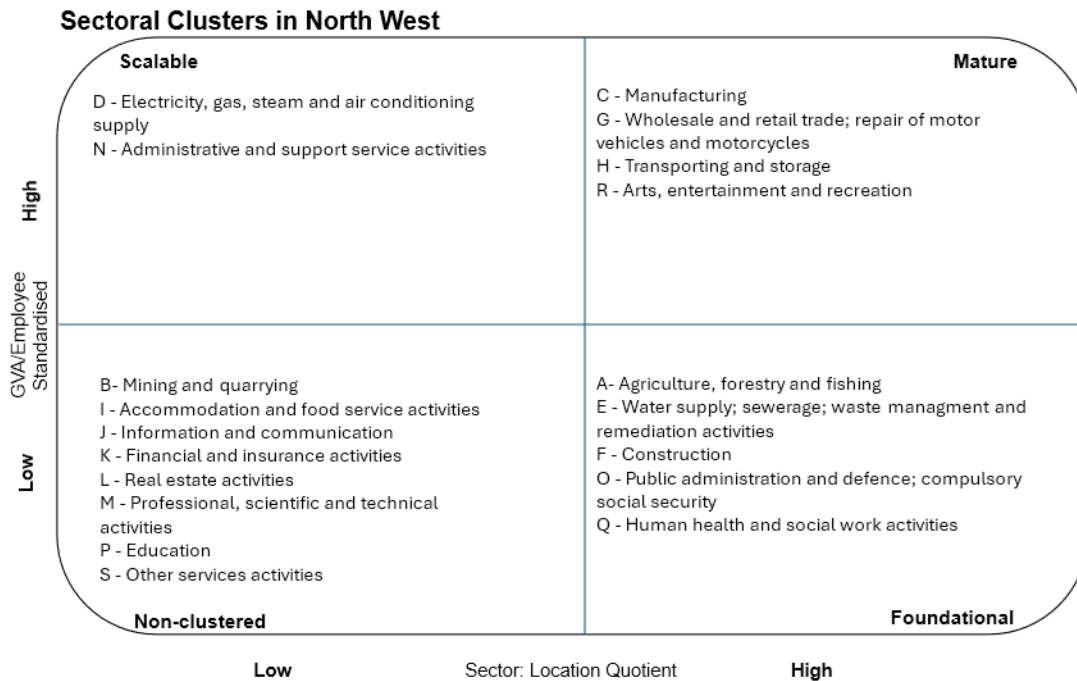 Sectoral Clusters in North West
Scalable
D - Electricity, gas, steam and air conditioning
supply
N - Administrative and support service activities
Mature
C - Manufacturing
G - Wholesale and retail trade; repair of motor
vehicles and motorcycles
H - Transporting and storage
R - Arts, entertainment and recreation
High
GVA/Employee
Standardised
Low
B- Mining and quarrying
I - Accommodation and food service activities
J - Information and communication
K - Financial and insurance activities
L - Real estate activities
M - Professional, scientific and technical
activities
P - Education
S - Other services activities
Non-clustered
A- Agriculture, forestry and fishing
E - Water supply; sewerage; waste managment and
remediation activities
F - Construction
O - Public administration and defence; compulsory
social security
Q - Human health and social work activities
Foundational
Low
Sector: Location Quotient
High